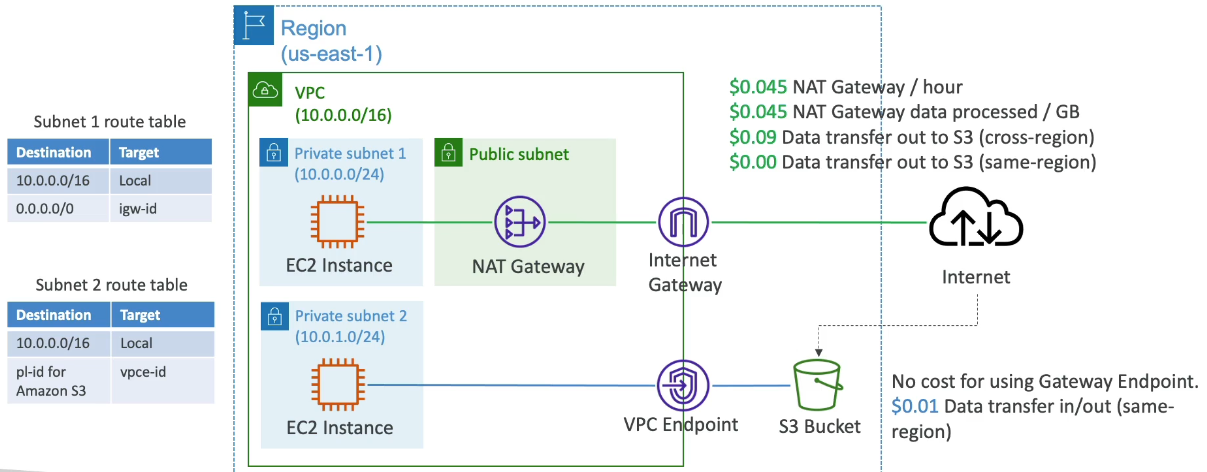 Region
(us-east-1)
VPC
(10.0.0.0/16)
$0.045 NAT Gateway / hour
$0.045 NAT Gateway data processed / GB
$0.09 Data transfer out to S3 (cross-region)
$0.00 Data transfer out to S3 (same-region)
Subnet 1 route table
Destination Target
10.0.0.0/16 Local
0.0.0.0/0 igw-id
Private subnet 1
(10.0.0.0/24)
EC2 Instance
Public subnet
NAT Gateway
Internet
Gateway
Internet
Subnet 2 route table
Destination Target
10.0.0.0/16 Local
pl-id for vpce-id
Amazon S3
Private subnet 2
(10.0.1.0/24)
EC2 Instance
VPC Endpoint
S3 Bucket
No cost for using Gateway Endpoint.
$0.01 Data transfer in/out (same-
region)